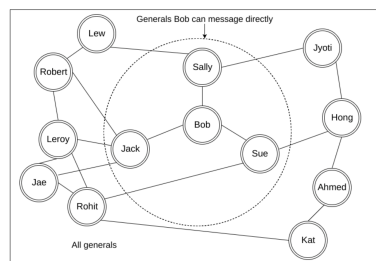 Generals Bob can message directly
Lew
Jyoti
Sally
Robert
Hong
Bob
Leroy
Jack
Sue
Jae
Ahmed
Rohit
Kat
All generals